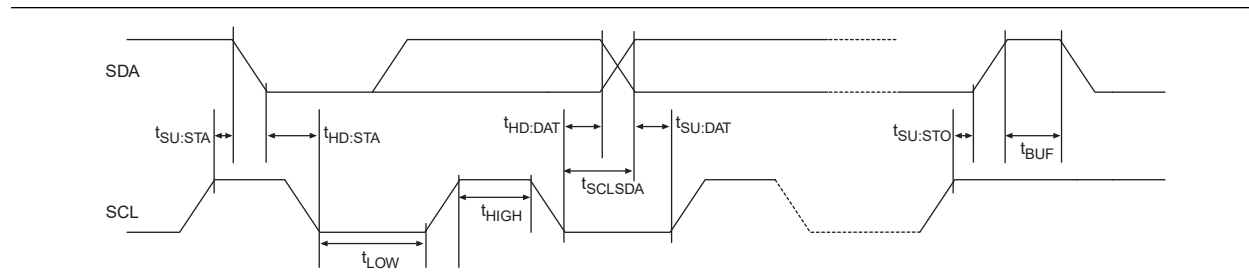 SDA
tSU:STA
tHD:STA
tHD:DAT
tSU:DAT
tSU:STO
tBUF
tSCLSDA
SCL
tHIGH
tLOW